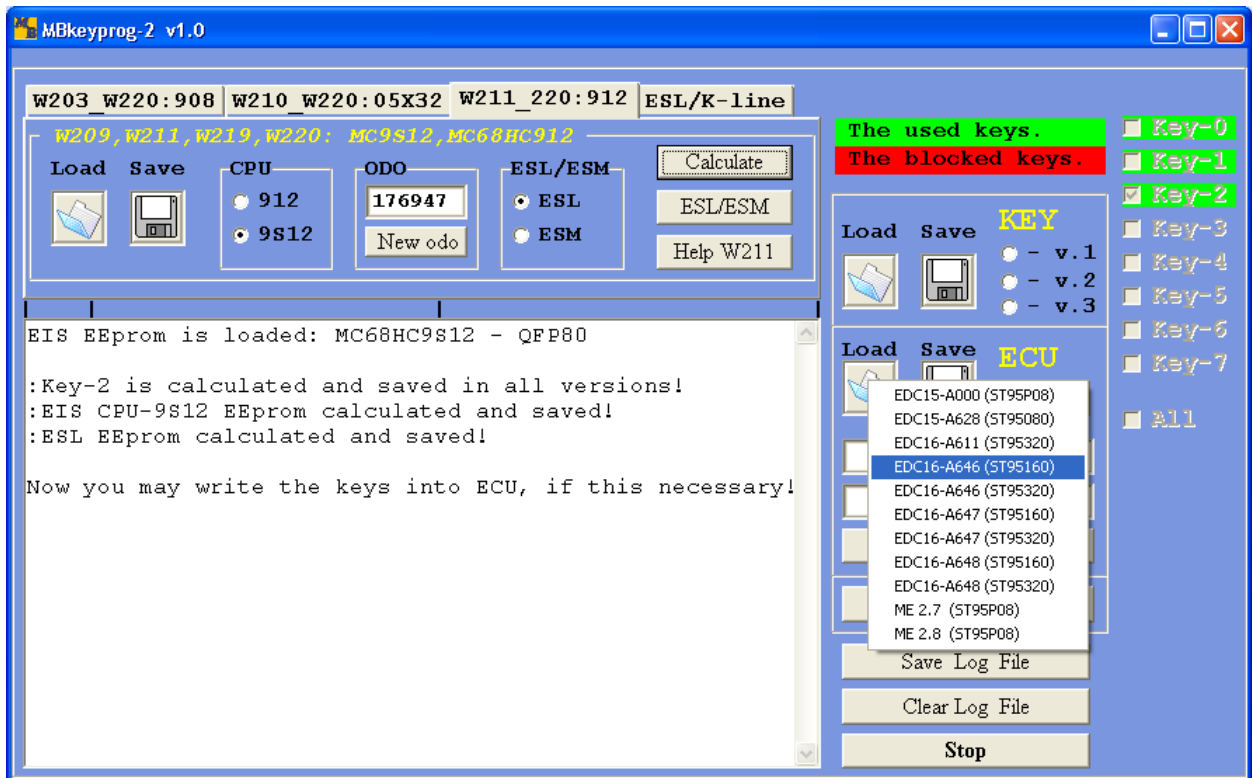 MBkeyprog-2 v1.0
W203_W220:908 W210_W220:05X32 W211_220:912 ESL/K-line
W209,W211,W219,W220: MC9S12,MC68HC912
Load Save CPU ODO ESL/ESM Calculate
912 176947 ESL ESL/ESM
9S12 New odo ESM Help W211
EIS EEprom is loaded: MC68HC9S12 - QFP80
:Key-2 is calculated and saved in all versions!
:EIS CPU-9S12 EEprom calculated and saved!
:ESL EEprom calculated and saved!
Now you may write the keys into ECU, if this necessary!
The used keys.
The blocked keys.
KEY
Load Save
- v.1
- v.2
- v.3
Load Save ECU
EDC15-A000 (ST95P08)
EDC15-A628 (ST95080)
EDC16-A611 (ST95320)
EDC16-A646 (ST95160)
EDC16-A646 (ST95320)
EDC16-A647 (ST95160)
EDC16-A647 (ST95320)
EDC16-A648 (ST95160)
EDC16-A648 (ST95320)
ME 2.7 (ST95P08)
ME 2.8 (ST95P08)
Save Log File
Clear Log File
Stop
Key-0
Key-1
Key-2
Key-3
Key-4
Key-5
Key-6
Key-7
All